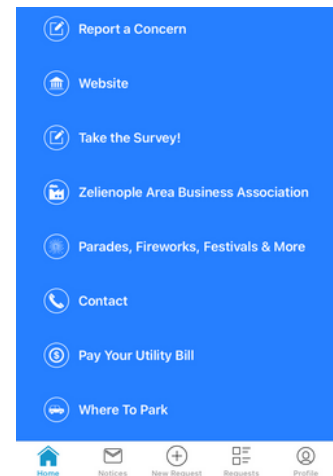 Report a Concern
Website
Take the Survey!
Zelienople Area Business Association
Parades, Fireworks, Festivals & More
Contact
Pay Your Utility Bill
Where To Park
Home Notices New Request Requests Profile